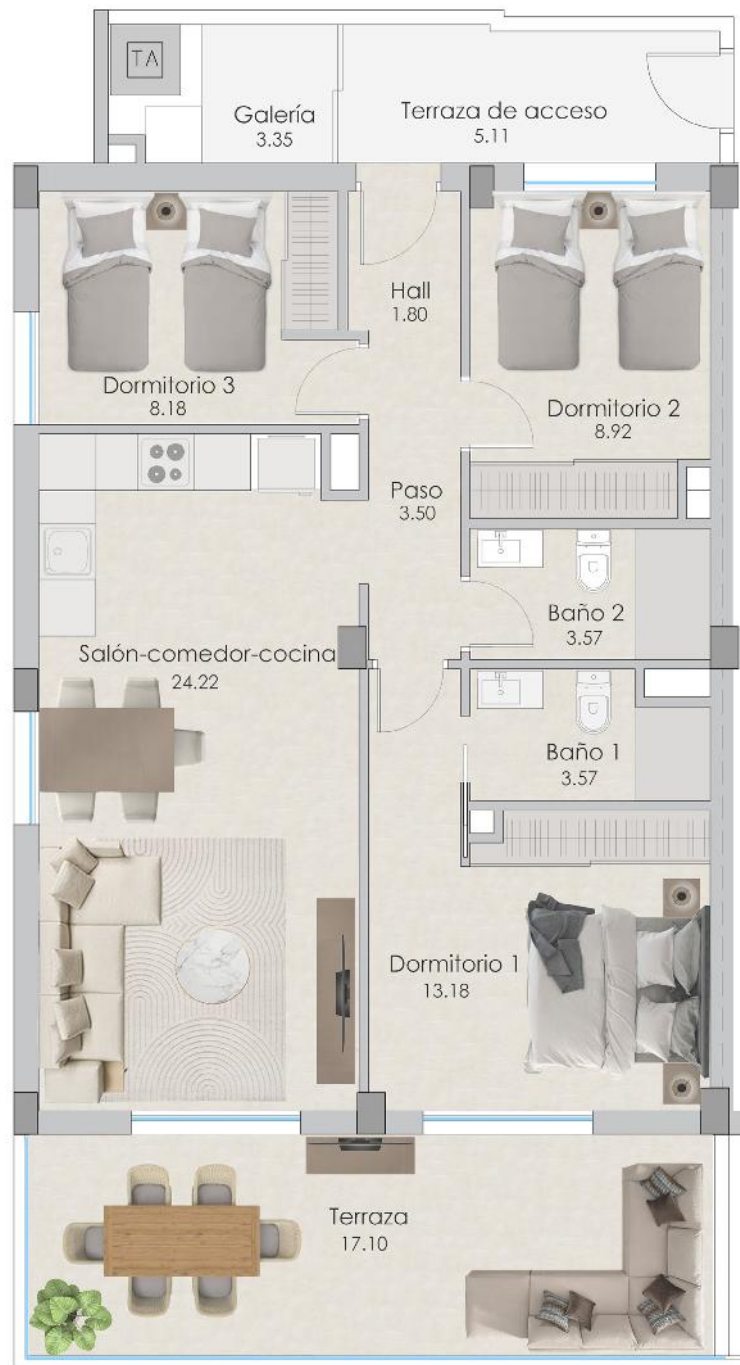 TA
Galería
3.35
Terraza de acceso
5.11
Hall
1.80
Dormitorio 3
8.18
Dormitorio 2
8.92
Paso
3.50
Baño 2
3.57
Salón-comedor-cocina
24.22
Baño 1
3.57
Dormitorio 1
13.18
Terraza
17.10